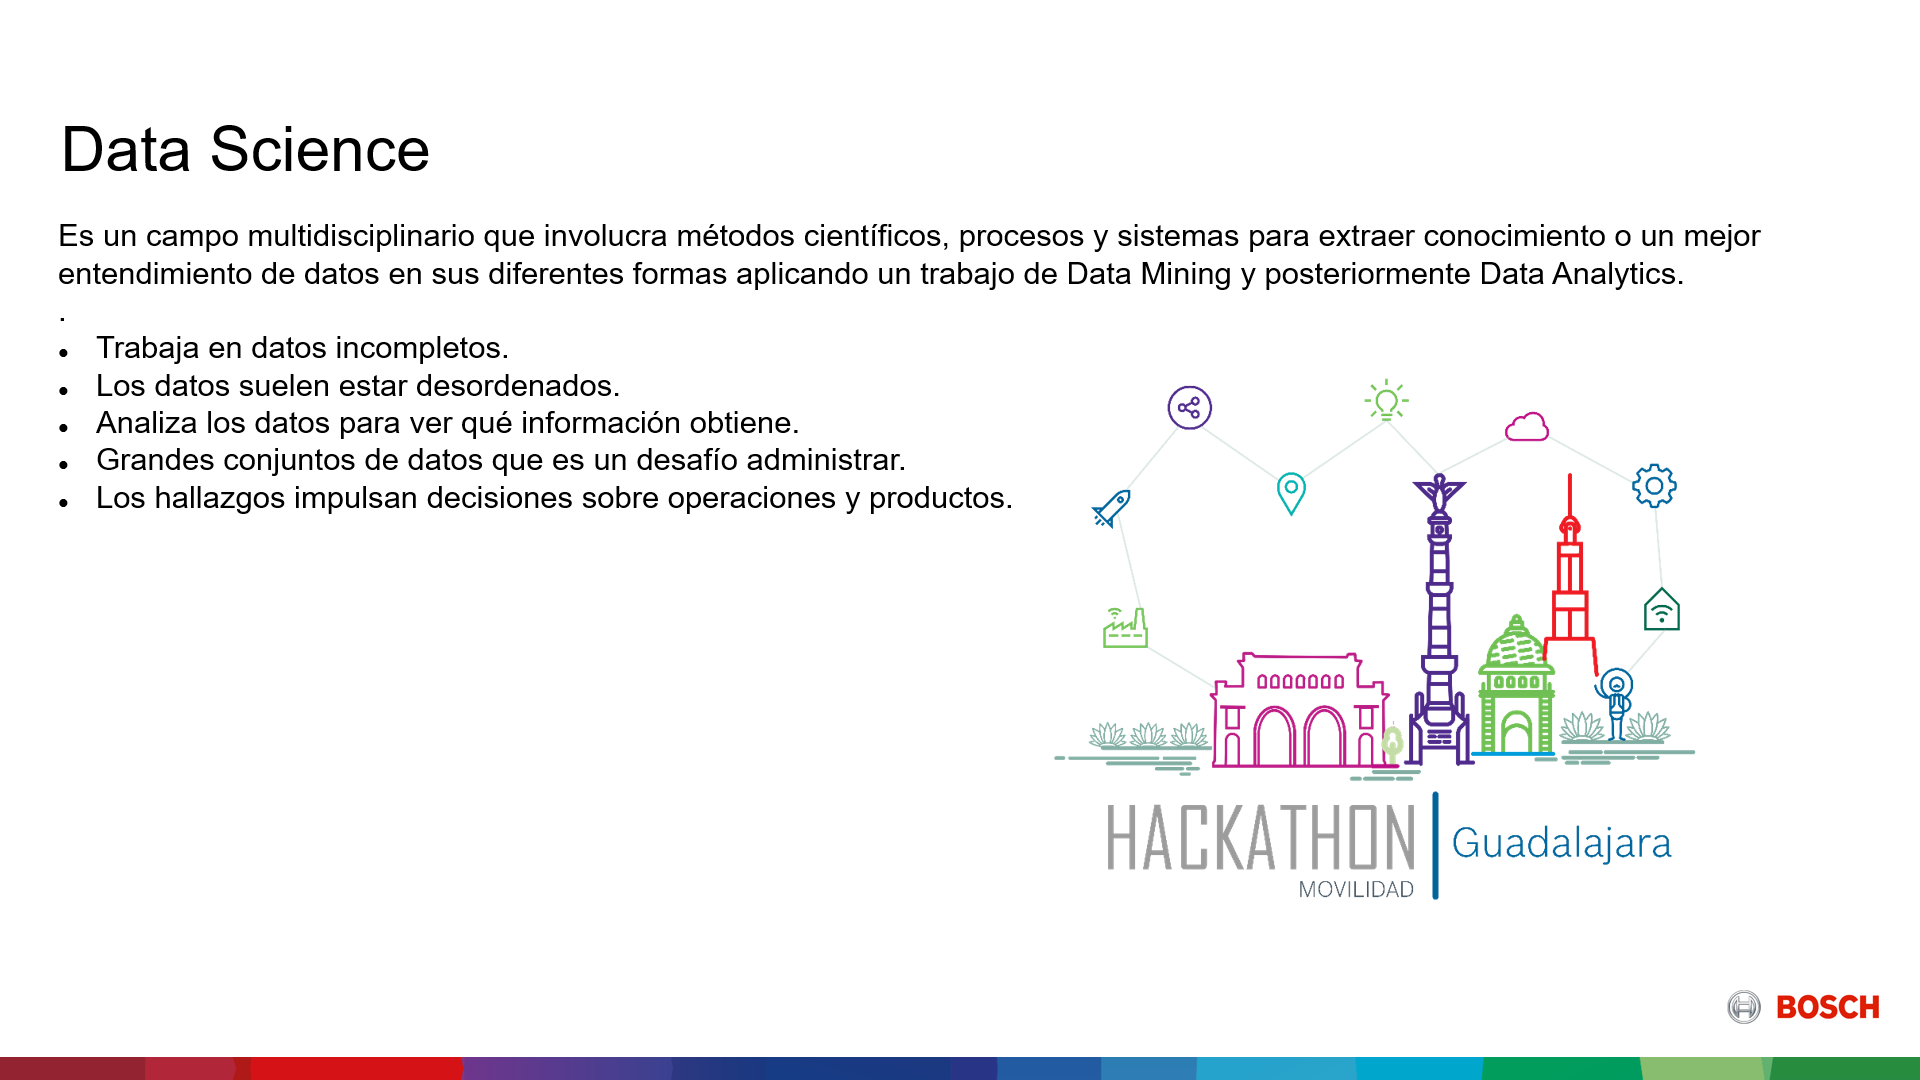 Data Science
Es un campo multidisciplinario que involucra métodos científicos, procesos y sistemas para extraer conocimiento o un mejor
entendimiento de datos en sus diferentes formas aplicando un trabajo de Data Mining y posteriormente Data Analytics.
.
● Trabaja en datos incompletos.
● Los datos suelen estar desordenados.
● Analiza los datos para ver qué información obtiene.
● Grandes conjuntos de datos que es un desafío administrar.
● Los hallazgos impulsan decisiones sobre operaciones y productos.
HACKATHON
MOVILIDAD
Guadalajara
BOSCH